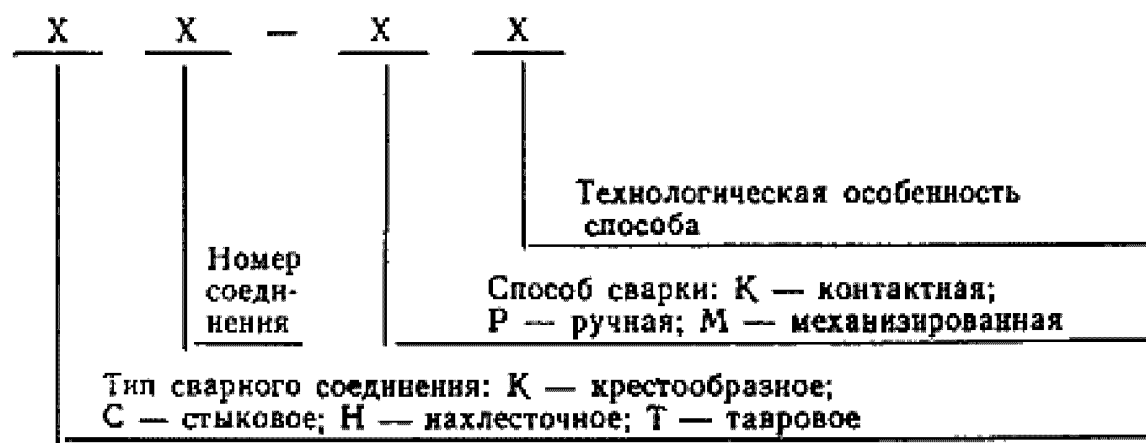 X X — X X
Технологическая особенность
способа
Номер
соеди-
нения
Способ сварки: К — контактная;
Р — ручная; М — механизированная
Тип сварного соединения: К — крестообразное;
С — стыковое; Н — нахлесточное; Т — тавровое